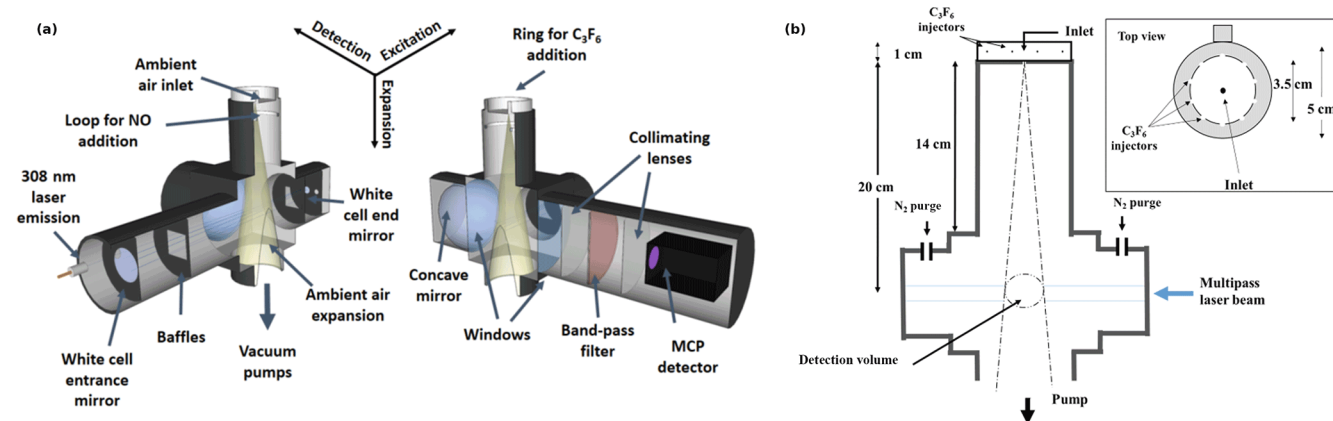 (a)
Detection
Excitation
Expansion
Ambient
air inlet
Loop for NO
addition
308 nm
laser
emission
White cell
entrance
mirror
Baffles
Vacuum
pumps
Ambient air
expansion
White
cell end
mirror
Ring for C₃F₆
addition
Collimating
lenses
Concave
mirror
Windows
Band-pass
filter
MCP
detector
(b)
C₃F₆
injectors
Inlet
1 cm
14 cm
20 cm
N₂ purge
N₂ purge
Multipass
laser beam
Detection volume
Pump
Top view
3.5 cm
5 cm
C₃F₆
injectors
Inlet